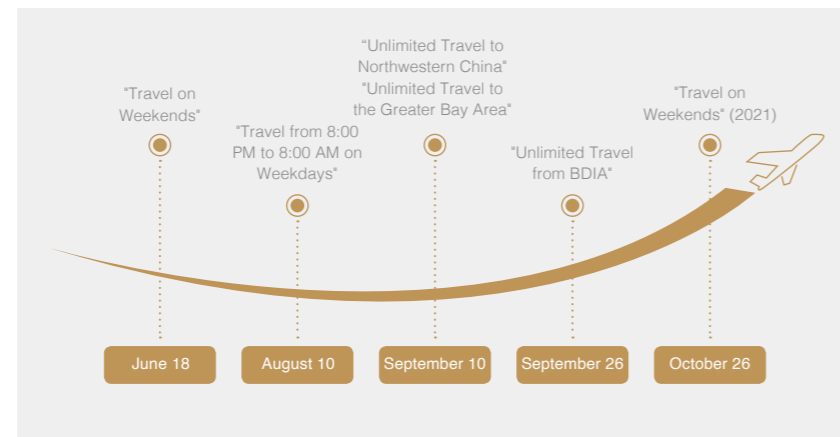 "Travel on
Weekends"
"Travel from 8:00
PM to 8:00 AM on
Weekdays"
"Unlimited Travel to
Northwestern China"
"Unlimited Travel to
the Greater Bay Area"
"Unlimited Travel
from BDIA"
"Travel on
Weekends" (2021)
June 18
August 10
September 10
September 26
October 26